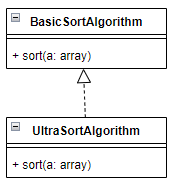 BasicSortAlgorithm
+ sort(a: array)
UltraSortAlgorithm
+ sort(a: array)